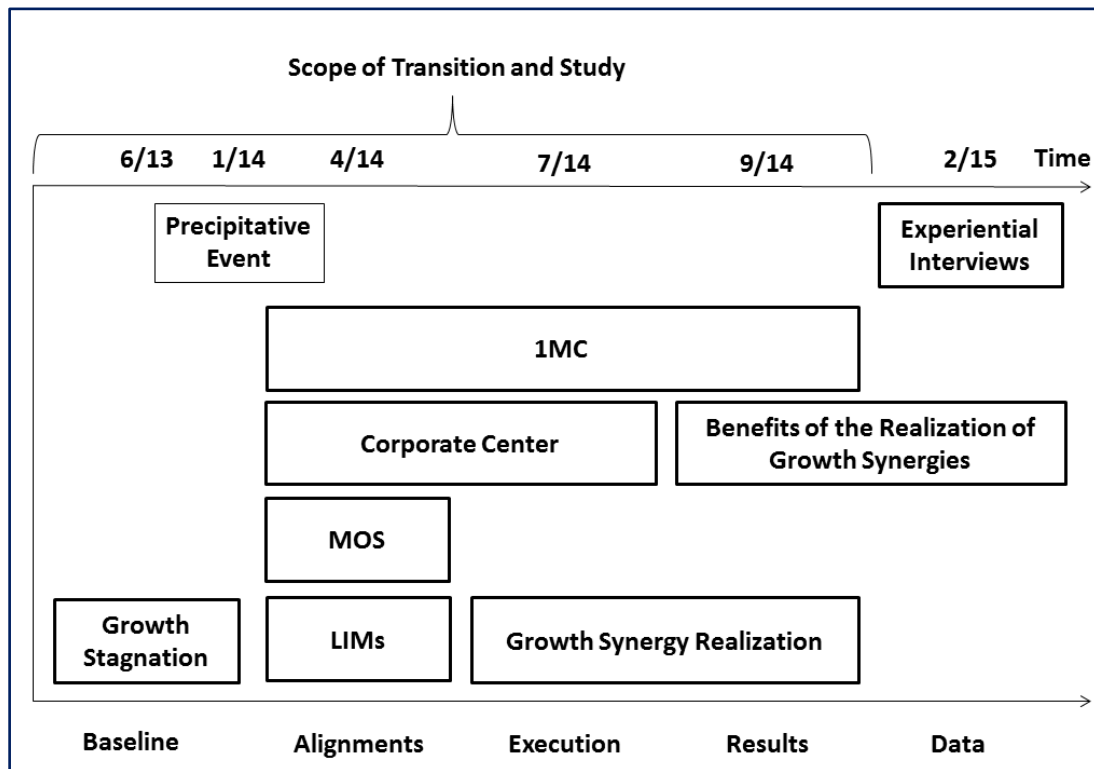 Scope of Transition and Study
6/13 1/14 4/14 7/14 9/14 2/15 Time
Precipitative
Event
Experiential
Interviews
1MC
Corporate Center
Benefits of the Realization of
Growth Synergies
MOS
Growth
Stagnation
LIMs
Growth Synergy Realization
Baseline Alignments Execution Results Data